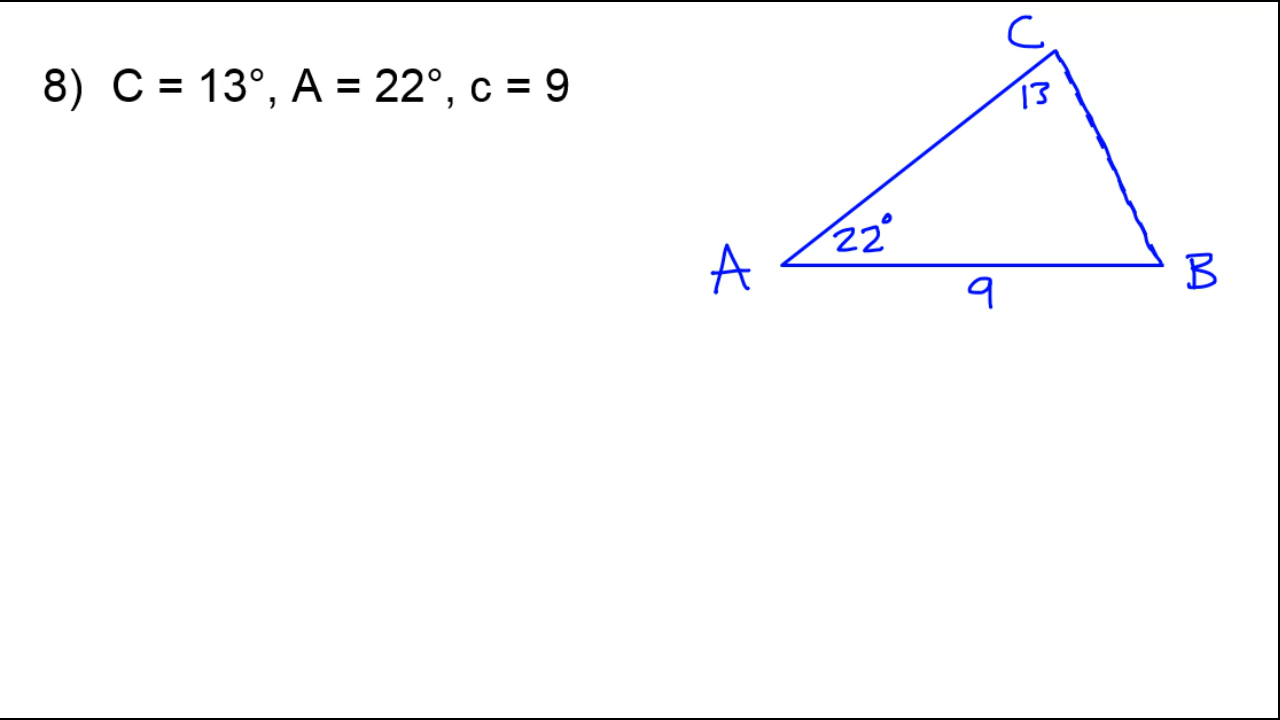 8) C = 13°, A = 22°, c = 9
C
13
22°
A
B
9